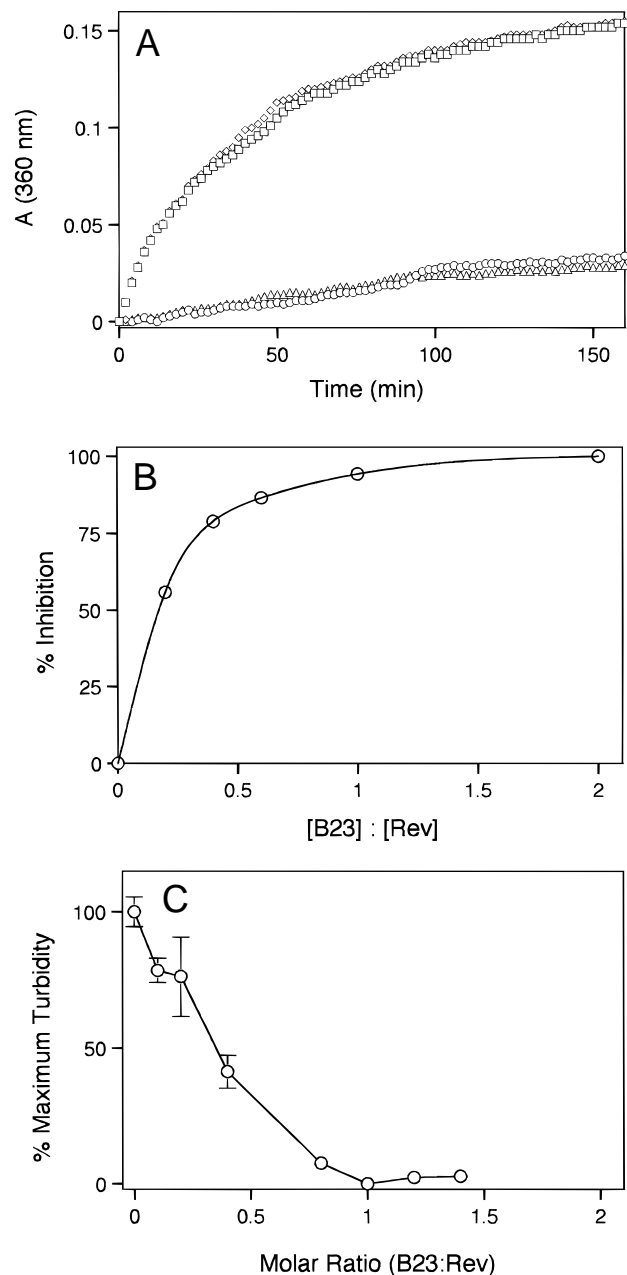 A
0.15
0.1
0.05
0
A (360 nm)
0 50 100 150
Time (min)
B
100
75
50
25
0
% Inhibition
0 0.5 1 1.5 2
[B23] : [Rev]
C
100
50
0
% Maximum Turbidity
0 0.5 1 1.5 2
Molar Ratio (B23:Rev)